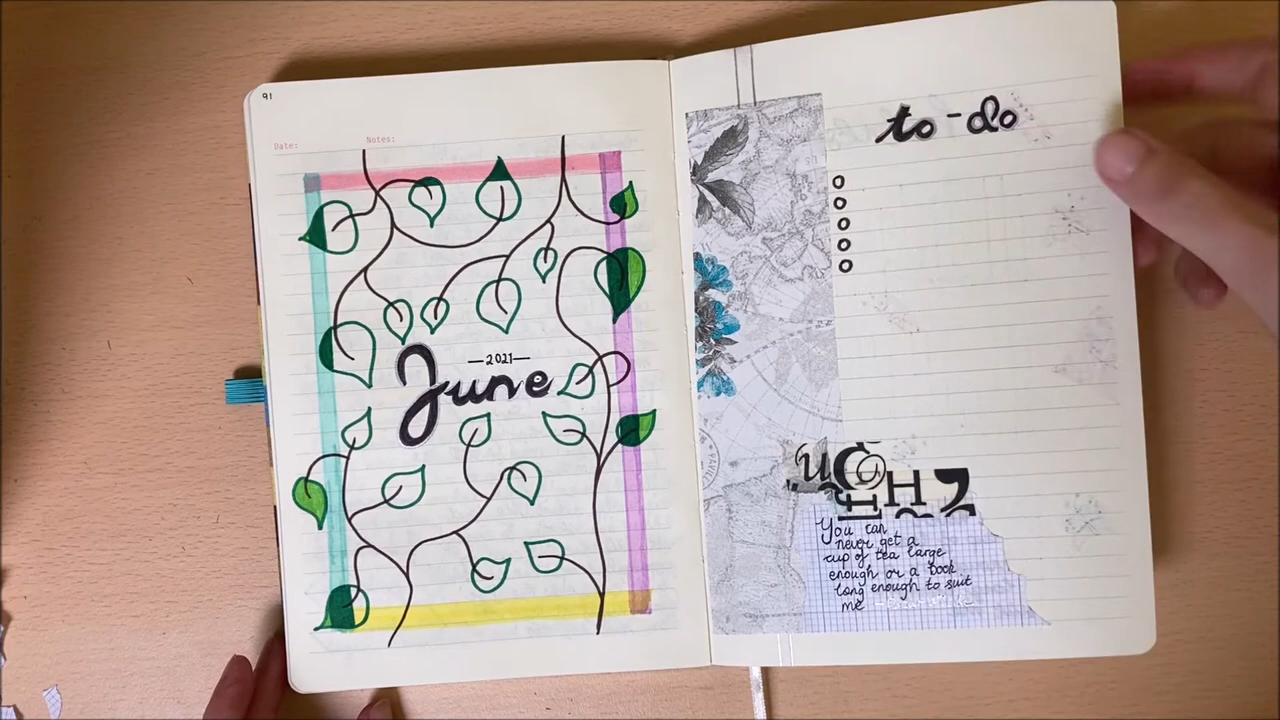 91
Date:
Notes:
2021
June
to-do
You can
never get a
cup of tea large
enough or a book
long enough to suit
me